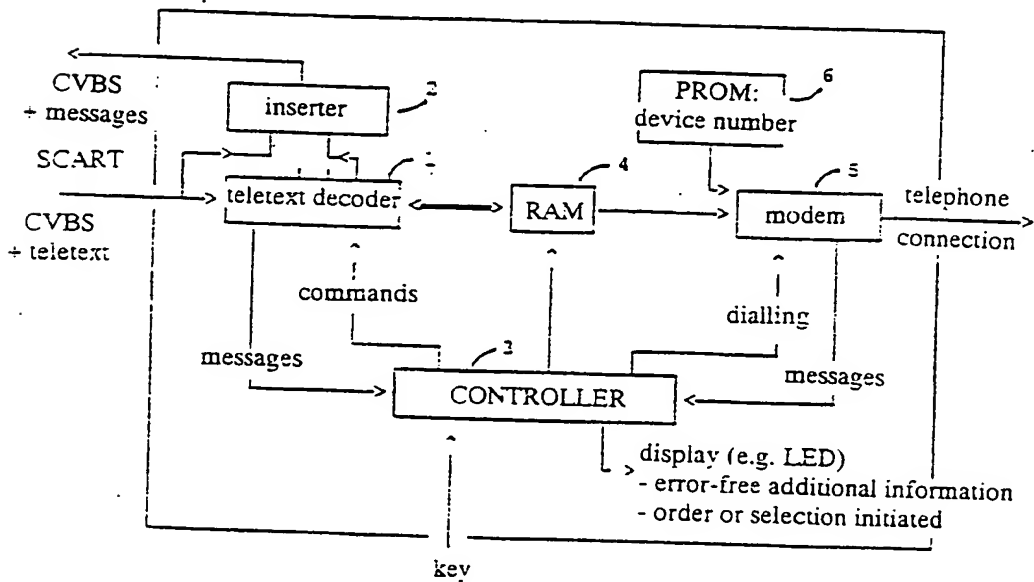 CVBS
+ messages
SCART
CVBS
+ teletext
inserter
2
teletext decoder
RAM
4
PROM:
device number
6
modem
5
telephone
connection
commands
dialling
messages
messages
3
CONTROLLER
display (e.g. LED)
- error-free additional information
- order or selection initiated
key